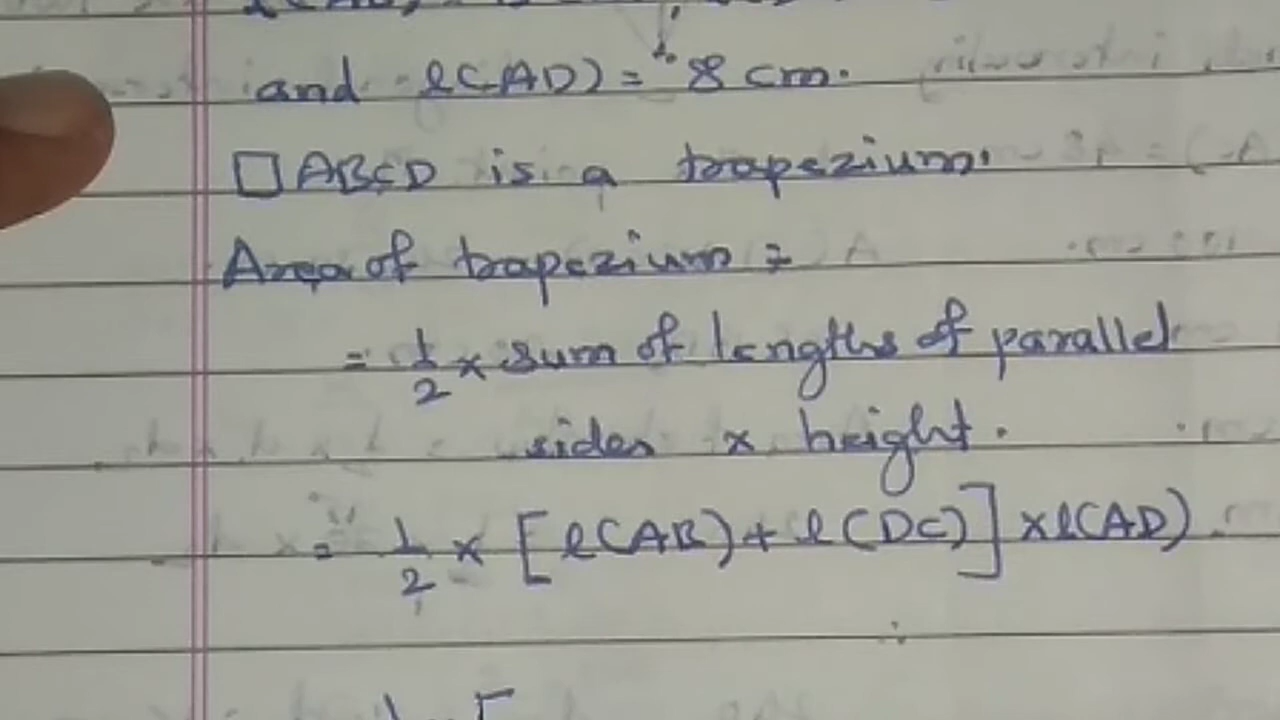 and l(AD) = 8 cm.
□ ABCD is a trapezium.
Area of trapezium =
= 1/2 × sum of lengths of parallel
sides × height.
= 1/2 × [l(AB) + l(DC)] × l(AD).